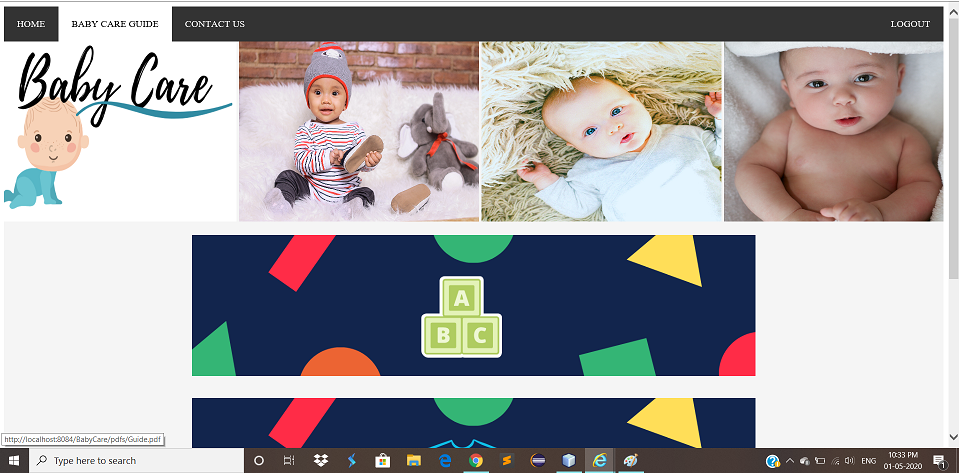 HOME BABY CARE GUIDE CONTACT US LOGOUT
Baby Care
A
B C
http://localhost:8084/BabyCare/pdfs/Guide.pdf
Type here to search
ENG
10:33 PM
01-05-2020
1